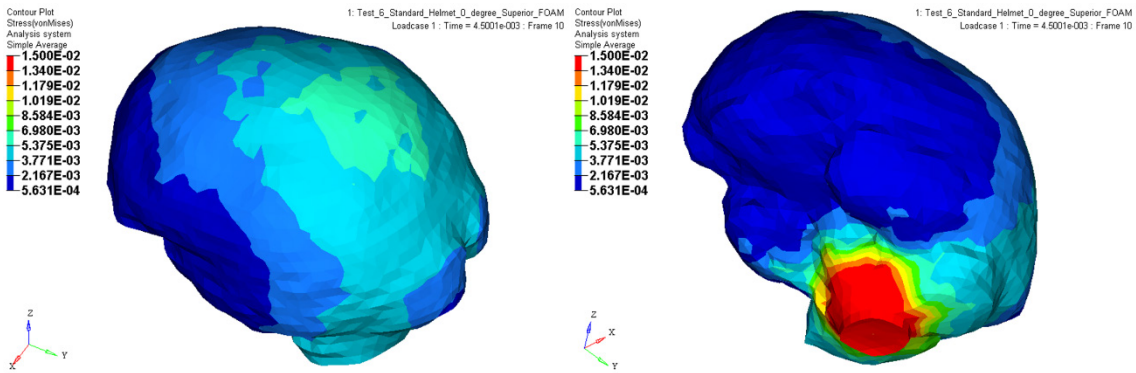 Contour Plot
Stress(vonMises)
Analysis system
Simple Average
1.500E-02
1.340E-02
1.179E-02
1.019E-02
8.584E-03
6.980E-03
5.375E-03
3.771E-03
2.167E-03
5.631E-04
1: Test_6_Standard_Helmet_0_degree_Superior_FOAM
Loadcase 1 : Time = 4.5001e-003 : Frame 10
Z
X
Y
Contour Plot
Stress(vonMises)
Analysis system
Simple Average
1.500E-02
1.340E-02
1.179E-02
1.019E-02
8.584E-03
6.980E-03
5.375E-03
3.771E-03
2.167E-03
5.631E-04
1: Test_6_Standard_Helmet_0_degree_Superior_FOAM
Loadcase 1 : Time = 4.5001e-003 : Frame 10
Z
X
Y